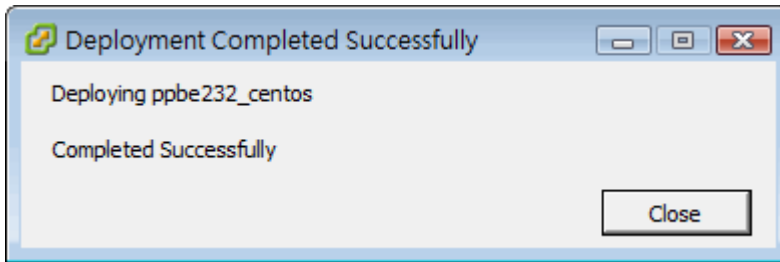 Deployment Completed Successfully
Deploying ppbe232_centos
Completed Successfully
Close